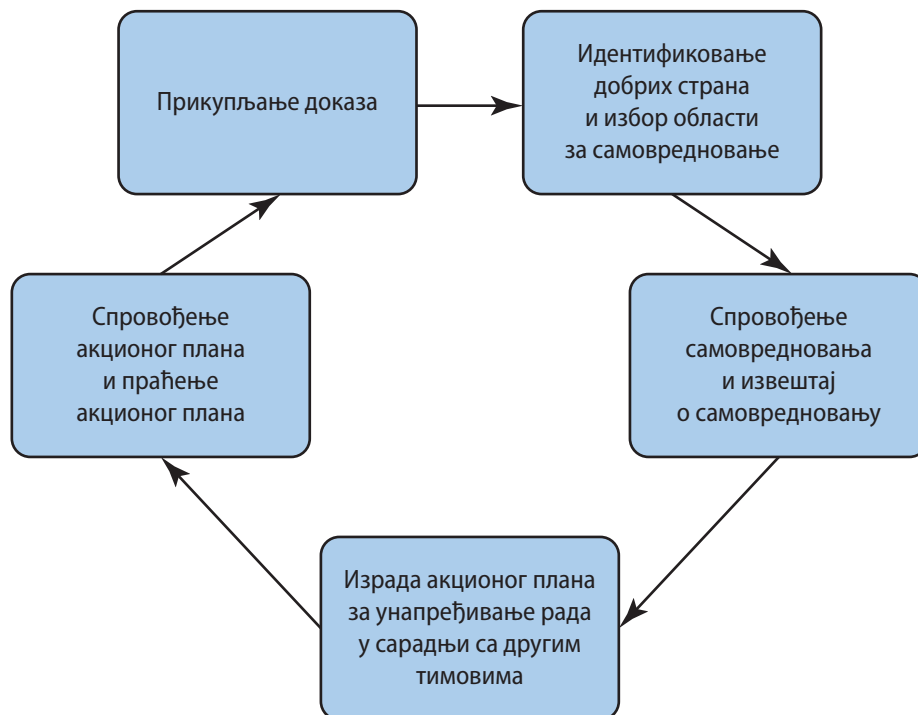 Прикупљање доказа
Идентификовање
добрих страна
и избор области
за самовредновање
Спровођење
самовредновања
и извештај
о самовредновању
Израда акционог плана
за унапређивање рада
у сарадњи са другим
тимовима
Спровођење
акционог плана
и праћење
акционог плана